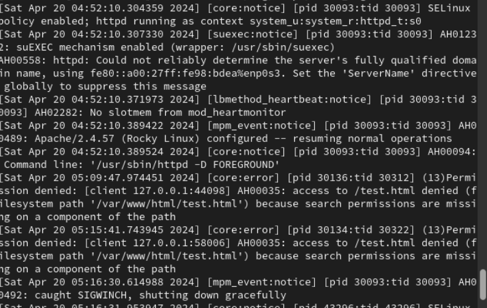 [Sat Apr 20 04:52:10.304359 2024] [core:notice] [pid 30093:tid 30093] SELinux
policy enabled; httpd running as context system_u:system_r:httpd_t:s0
[Sat Apr 20 04:52:10.307330 2024] [suexec:notice] [pid 30093:tid 30093] AH0123
2: suEXEC mechanism enabled (wrapper: /usr/sbin/suexec)
AH00558: httpd: Could not reliably determine the server's fully qualified doma
in name, using fe80::a00:27ff:fe98:bdea%enp0s3. Set the 'ServerName' directive
globally to suppress this message
[Sat Apr 20 04:52:10.371973 2024] [lbmethod_heartbeat:notice] [pid 30093:tid 3
0093] AH02282: No slotmem from mod_heartmonitor
[Sat Apr 20 04:52:10.389422 2024] [mpm_event:notice] [pid 30093:tid 30093] AH0
0489: Apache/2.4.57 (Rocky Linux) configured -- resuming normal operations
[Sat Apr 20 04:52:10.389524 2024] [core:notice] [pid 30093:tid 30093] AH00094:
Command line: '/usr/sbin/httpd -D FOREGROUND'
[Sat Apr 20 05:09:47.974451 2024] [core:error] [pid 30136:tid 30312] (13)Permi
ssion denied: [client 127.0.0.1:44098] AH00035: access to /test.html denied (f
ilesystem path '/var/www/html/test.html') because search permissions are missi
ng on a component of the path
[Sat Apr 20 05:15:41.743945 2024] [core:error] [pid 30134:tid 30322] (13)Permi
ssion denied: [client 127.0.0.1:58006] AH00035: access to /test.html denied (f
ilesystem path '/var/www/html/test.html') because search permissions are missi
ng on a component of the path
[Sat Apr 20 05:16:30.614988 2024] [mpm_event:notice] [pid 30093:tid 30093] AH0
0492: caught SIGWINCH, shutting down gracefully